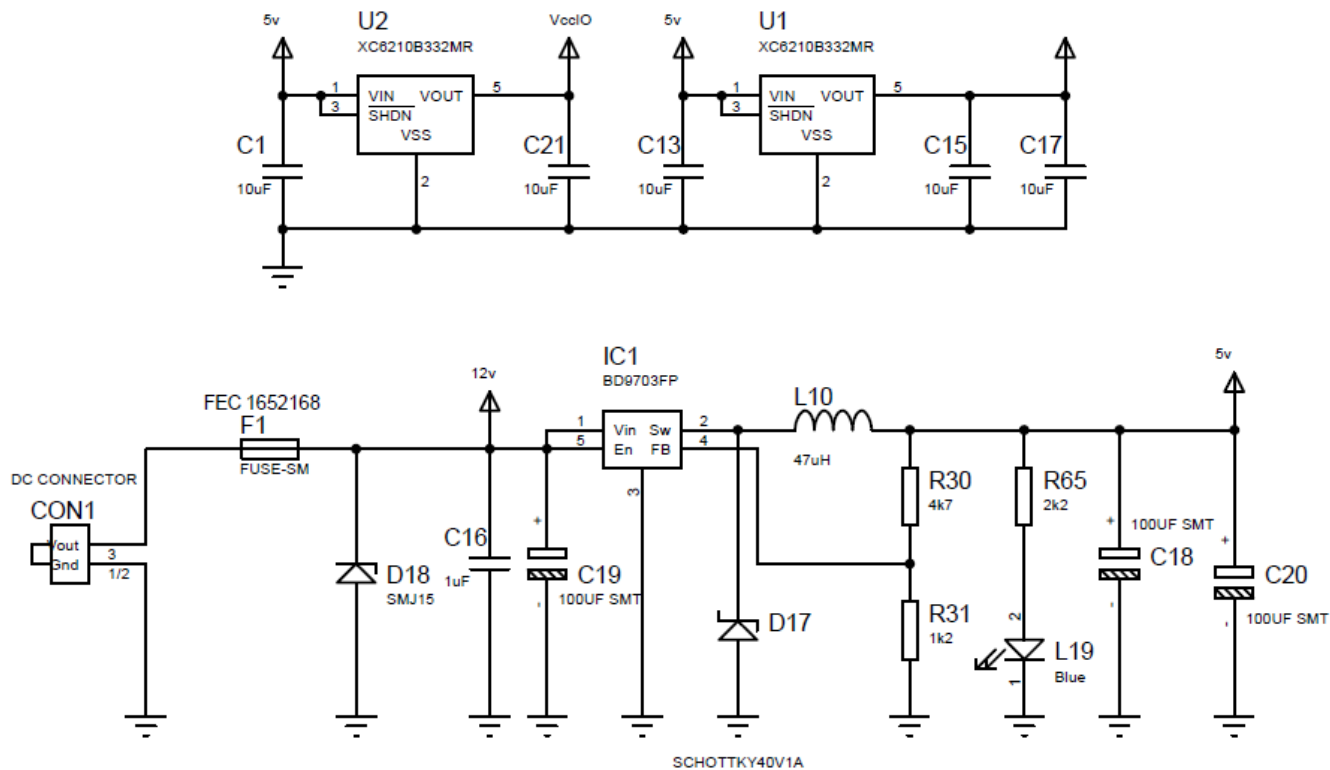 5v
U2
XC6210B332MR
VccIO
5v
U1
XC6210B332MR
1
VIN
VOUT
5
3
SHDN
VSS
2
1
VIN
VOUT
5
3
SHDN
VSS
2
C1
10uF
C21
10uF
C13
10uF
C15
10uF
C17
10uF
IC1
BD9703FP
12v
5v
FEC 1652168
F1
FUSE-SM
1
Vin
Sw
2
5
En
FB
4
3
L10
47uH
DC CONNECTOR
CON1
Vout
Gnd
3
1/2
R30
4k7
R65
2k2
+
100UF SMT
C18
-
+
C20
100UF SMT
-
C16
1uF
+
C19
100UF SMT
-
D18
SMJ15
D17
R31
1k2
2
L19
Blue
1
SCHOTTKY40V1A